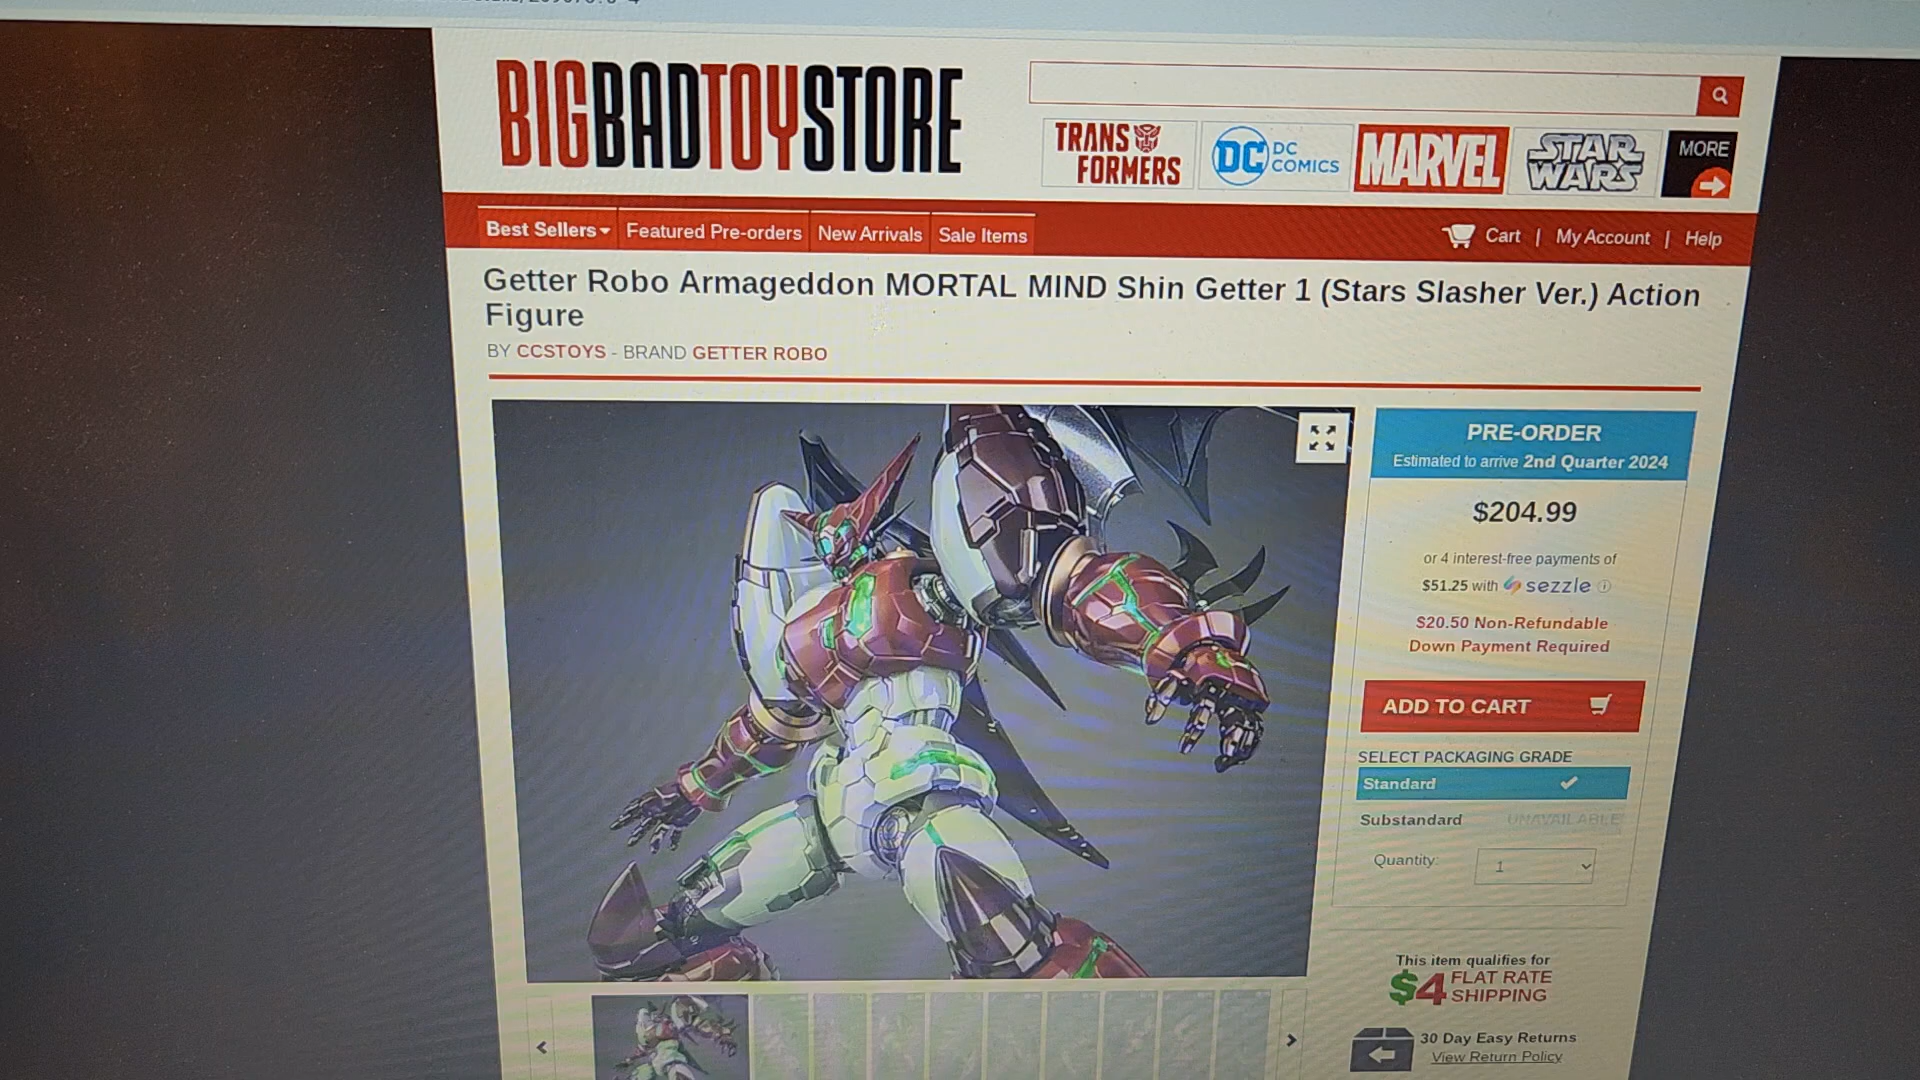 BIGBADTOYSTORE
TRANSFORMERS
DC
DC COMICS
MARVEL
STAR WARS
MORE
Best Sellers
Featured Pre-orders
New Arrivals
Sale Items
Cart | My Account | Help
Getter Robo Armageddon MORTAL MIND Shin Getter 1 (Stars Slasher Ver.) Action
Figure
BY CCSTOYS - BRAND GETTER ROBO
PRE-ORDER
Estimated to arrive 2nd Quarter 2024
$204.99
or 4 interest-free payments of
$51.25 with sezzle
$20.50 Non-Refundable
Down Payment Required
ADD TO CART
SELECT PACKAGING GRADE
Standard
Substandard UNAVAILABLE
Quantity: 1
This item qualifies for
$4 FLAT RATE
SHIPPING
30 Day Easy Returns
View Return Policy